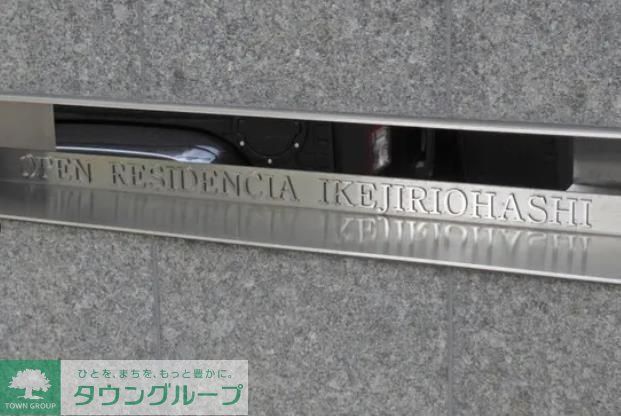 OPEN RESIDENCIA IKEJIRIOHASHI
ひとを、まちを、もっと豊かに。
TOWN GROUP
タウングループ